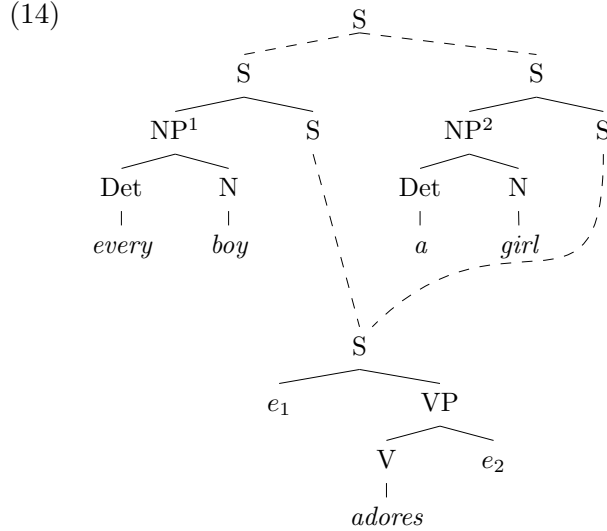 (14) S
S S
NP¹ S NP² S
Det N Det N
every boy a girl
S
e₁ VP
V e₂
adores